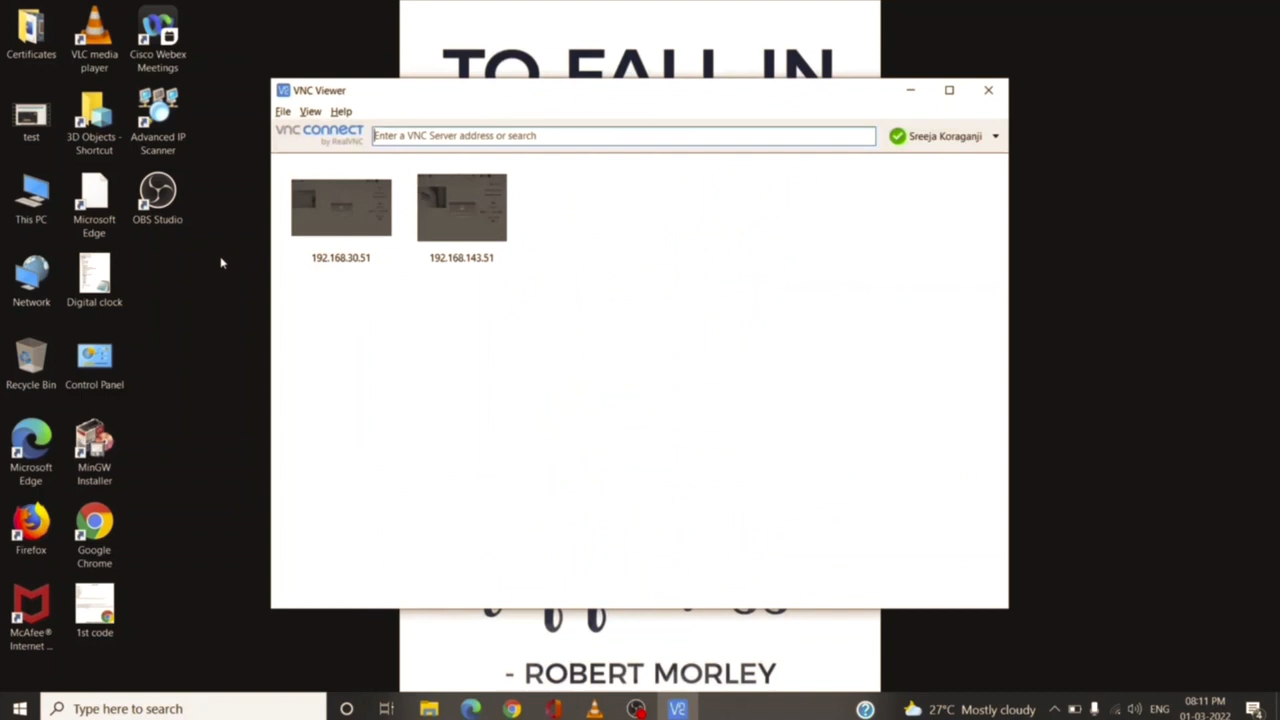 Certificates
VLC media
player
Cisco Webex
Meetings
test
3D Objects -
Shortcut
Advanced IP
Scanner
This PC
Microsoft
Edge
OBS Studio
Network
Digital clock
Recycle Bin
Control Panel
Microsoft
Edge
MinGW
Installer
Firefox
Google
Chrome
McAfee®
Internet ...
1st code
TO FALL IN
VNC Viewer
File View Help
vnc connect
by RealVNC
Enter a VNC Server address or search
Sreeja Koraganji
192.168.30.51
192.168.143.51
- ROBERT MORLEY
Type here to search
27°C Mostly cloudy
ENG
08:11 PM
01-03-2022
4